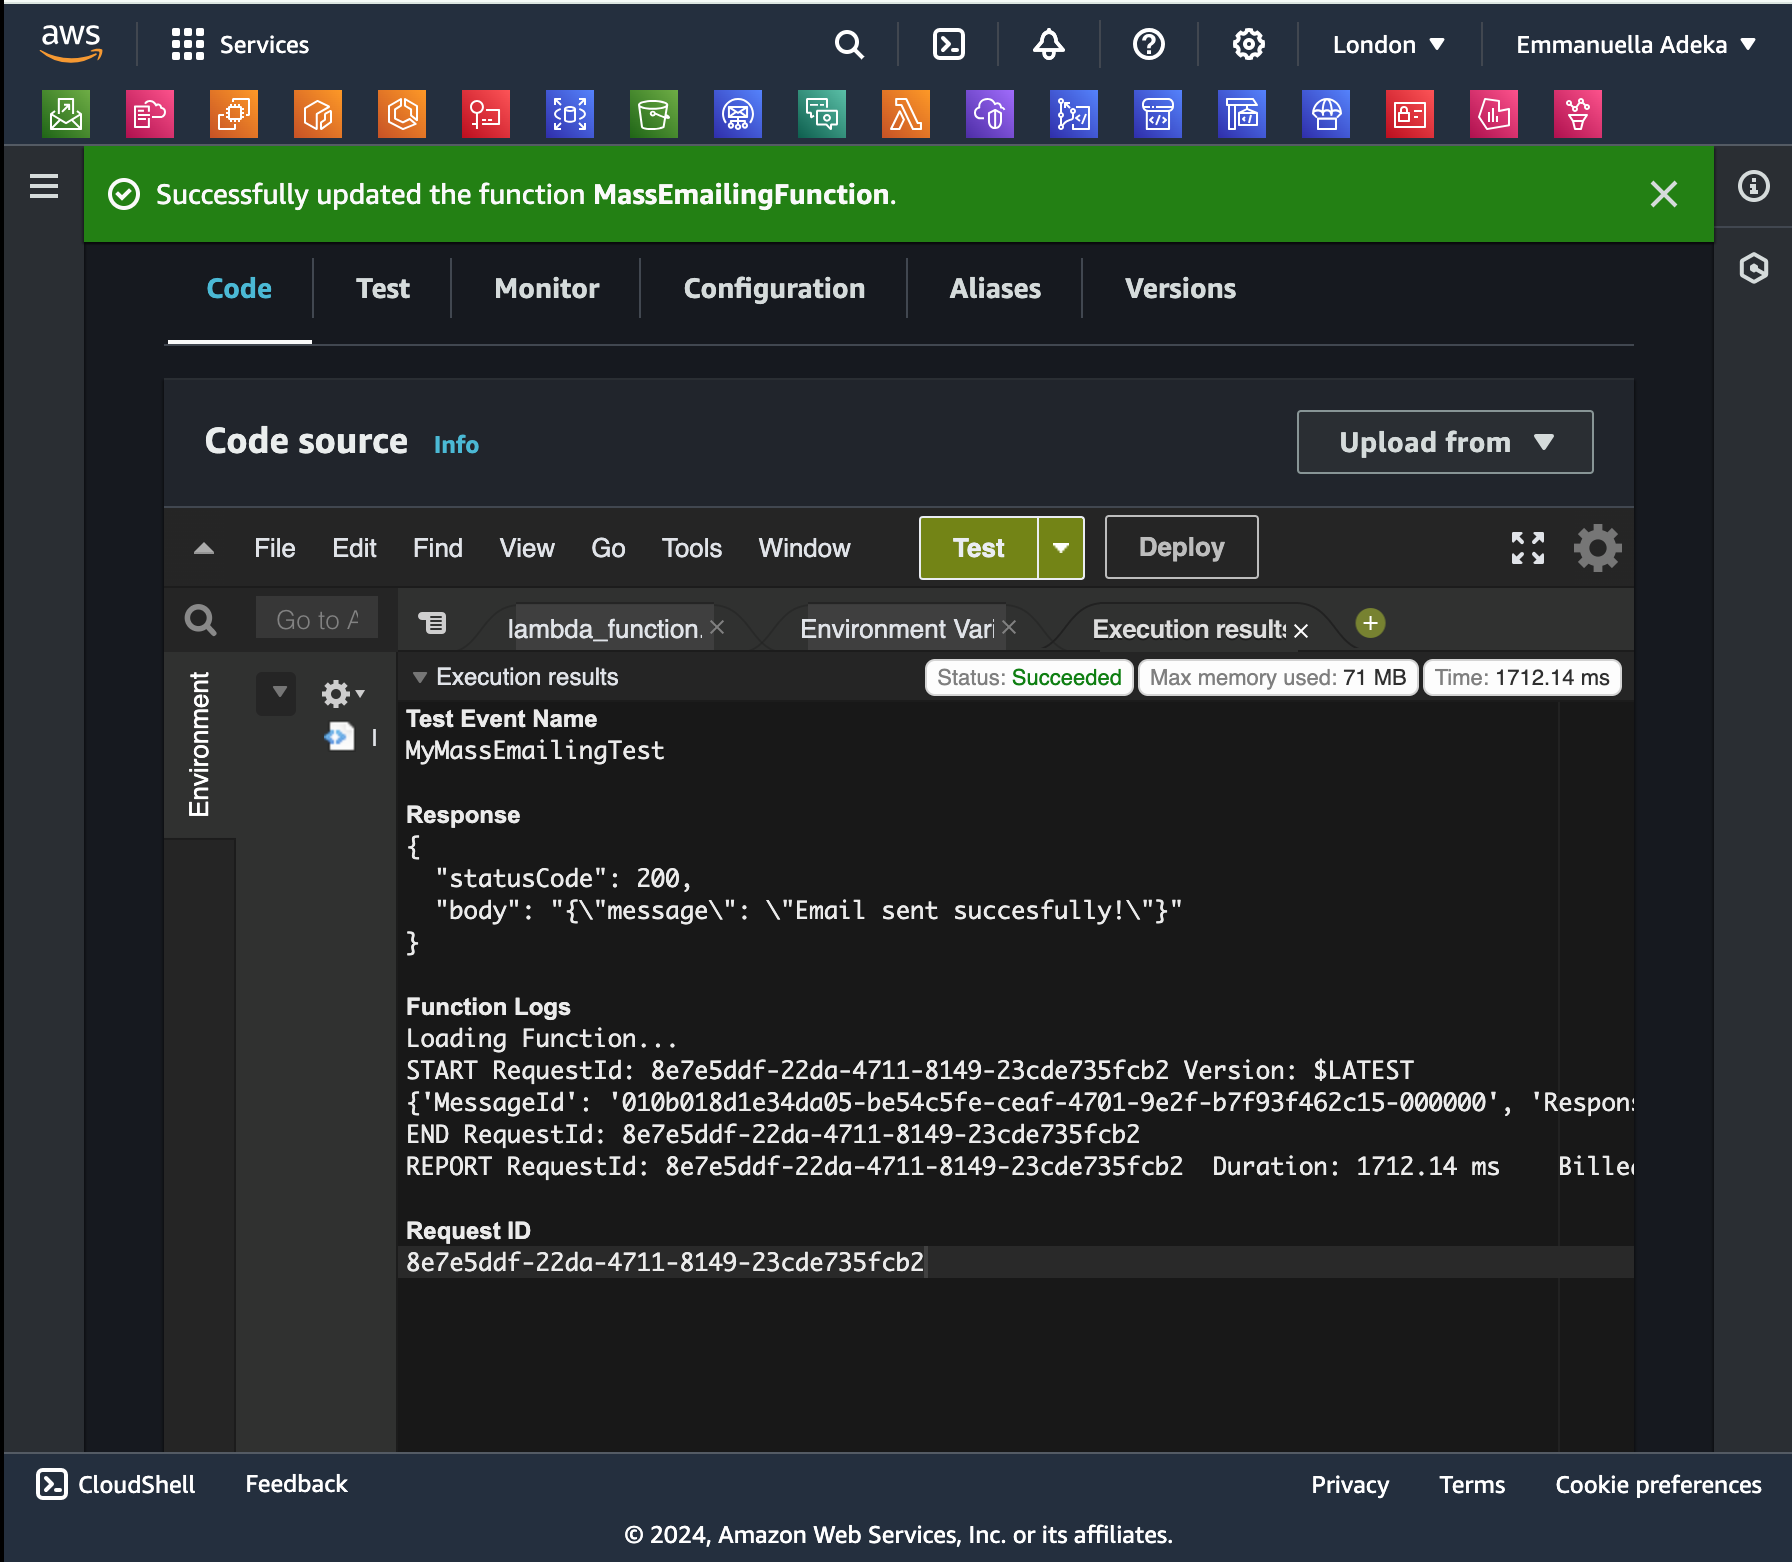 aws Services London Emmanuella Adeka
Successfully updated the function MassEmailingFunction.
Code Test Monitor Configuration Aliases Versions
Code source Info Upload from
File Edit Find View Go Tools Window Test Deploy
Go to A lambda_function. Environment Vari Execution results
Execution results Status: Succeeded Max memory used: 71 MB Time: 1712.14 ms
Environment
Test Event Name
MyMassEmailingTest
Response
{
"statusCode": 200,
"body": "{\"message\": \"Email sent succesfully!\"}"
}
Function Logs
Loading Function...
START RequestId: 8e7e5ddf-22da-4711-8149-23cde735fcb2 Version: $LATEST
{'MessageId': '010b018d1e34da05-be54c5fe-ceaf-4701-9e2f-b7f93f462c15-000000', 'Respons
END RequestId: 8e7e5ddf-22da-4711-8149-23cde735fcb2
REPORT RequestId: 8e7e5ddf-22da-4711-8149-23cde735fcb2 Duration: 1712.14 ms Billed
Request ID
8e7e5ddf-22da-4711-8149-23cde735fcb2
CloudShell Feedback Privacy Terms Cookie preferences
© 2024, Amazon Web Services, Inc. or its affiliates.